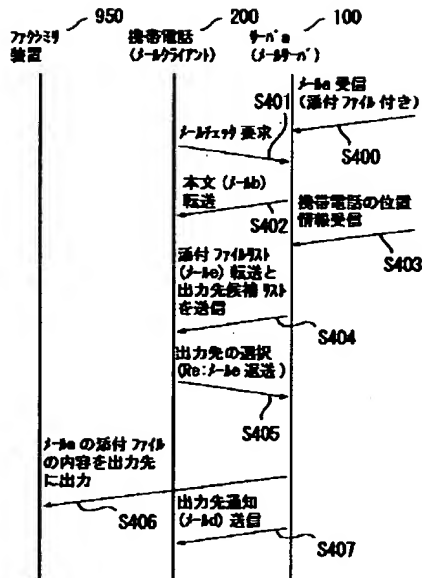 950
ファクシミリ
装置
200
携帯電話
(メールクライアント)
100
サーバa
(メールサーバ)
S401
メールa 受信
(添付ファイル付き)
S400
メールチェック 要求
本文 (メールb)
転送
S402
携帯電話の位置
情報受信
S403
添付 ファイルリスト
(メールe) 転送と
出力先候補 リスト
を送信
S404
出力先の選択
(Re:メールe 返送)
S405
メールa の添付 ファイル
の内容を出力先
に出力
S406
出力先通知
(メールd) 送信
S407